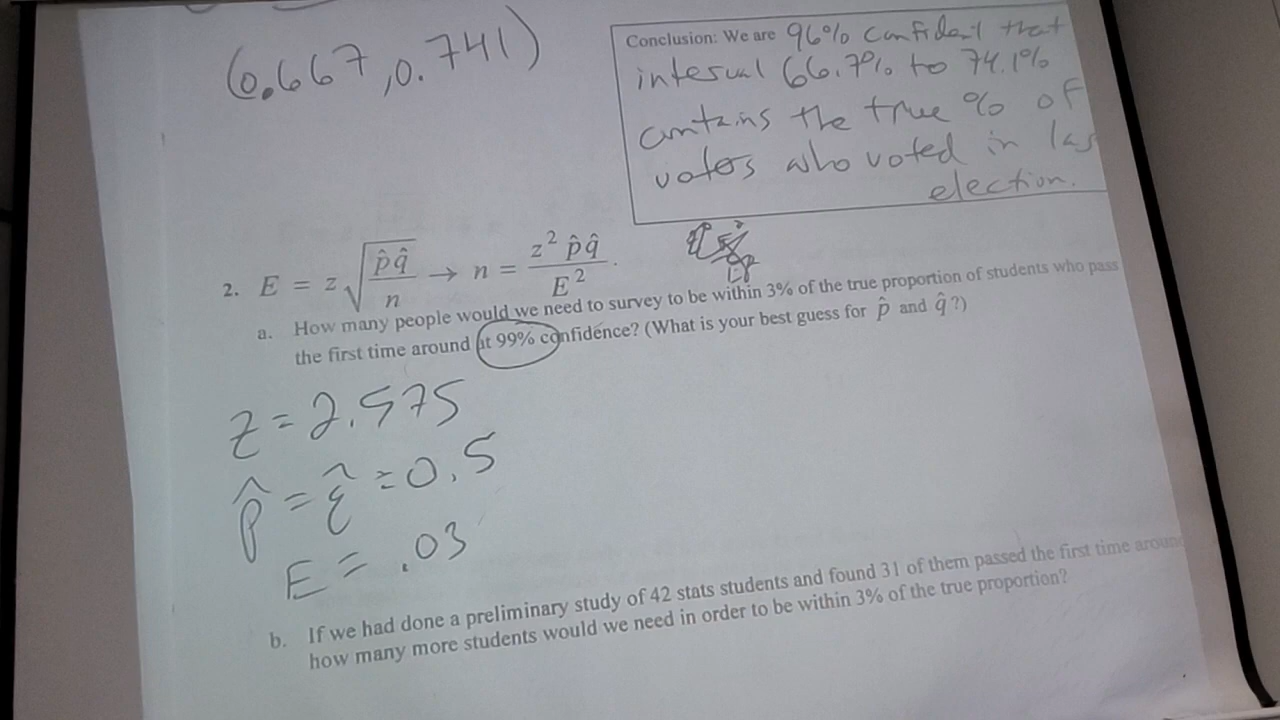 (0.667, 0.741)
Conclusion: We are 96% confident that
interval 66.7% to 74.1%
contains the true % of
voters who voted in las
election.
2. E = z √(p̂q̂/n) → n = z² p̂q̂ / E² .
a. How many people would we need to survey to be within 3% of the true proportion of students who pass
the first time around at 99% confidence? (What is your best guess for p̂ and q̂ ?)
z = 2.575
p̂ = q̂ = 0.5
E = .03
b. If we had done a preliminary study of 42 stats students and found 31 of them passed the first time aroun
how many more students would we need in order to be within 3% of the true proportion?